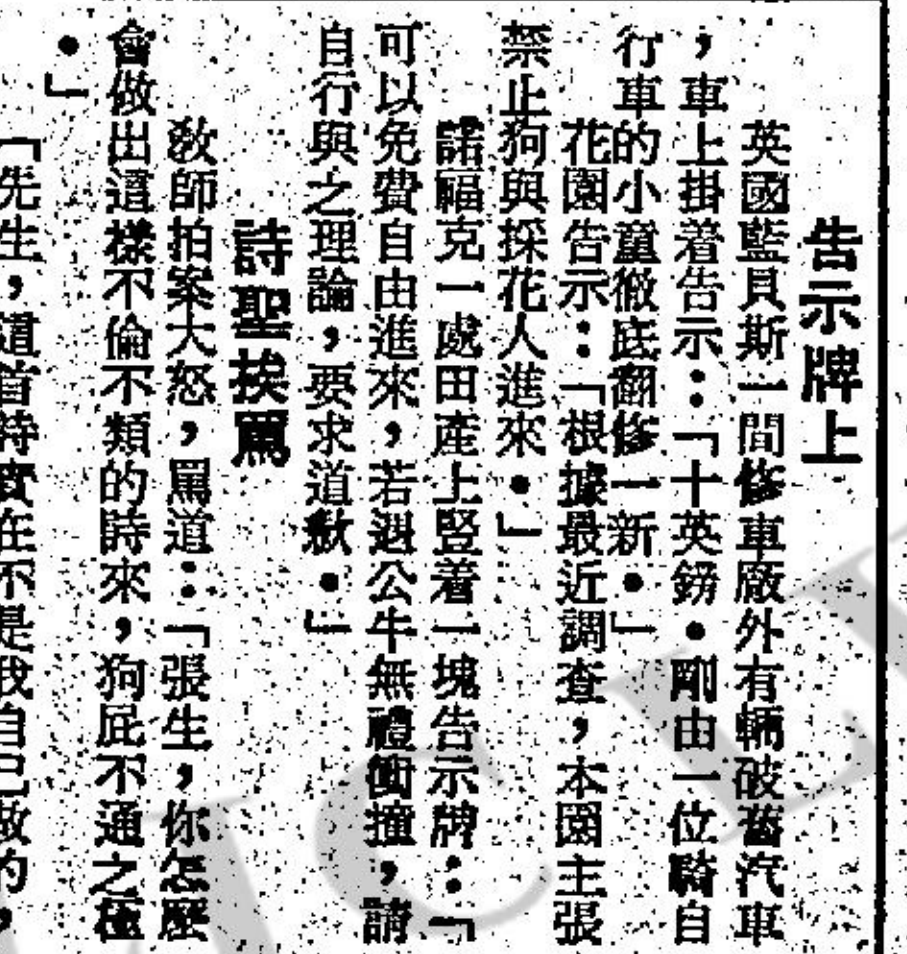 告示牌上
英國監貝斯一間修車廠外有輛破舊汽車
，車上掛着告示：「十英鎊．剛由一位騎自
行車的小童徹底翻修一新．」
花園告示：「根據最近調查，本園主張
禁止狗與採花人進來．」
諾福克一處田產上豎着一塊告示牌：「
可以免費自由進來，若遇公牛無禮衝撞，請
自行與之理論，要求道歉．」
詩聖挨罵
教師拍案大怒，罵道：「張生，你怎麼
會做出這樣不倫不類的詩來，狗屁不通之極
．」
「先生，這首詩實在不是我自己做的，